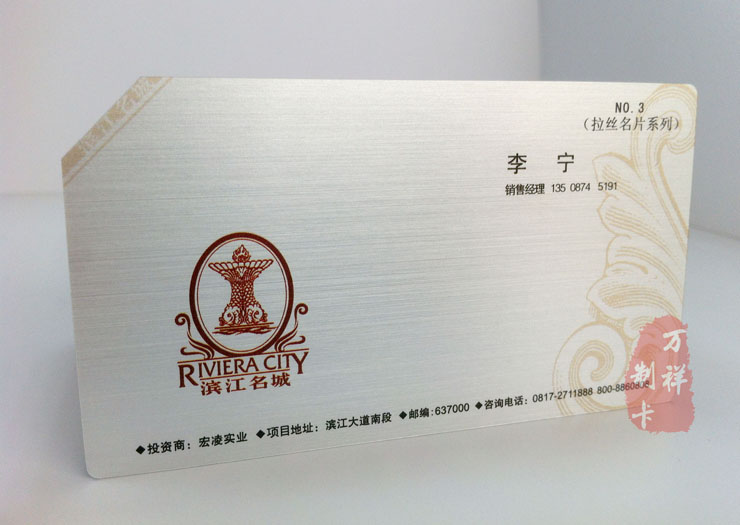 NO.3
（拉丝名片系列）
李 宁
销售经理 135 0874 5191
RIVIERA CITY
滨江名城
◆投资商：宏凌实业 ◆项目地址：滨江大道南段 ◆邮编:637000 ◆咨询电话：0817-2711888 800-8860808
万祥
制卡